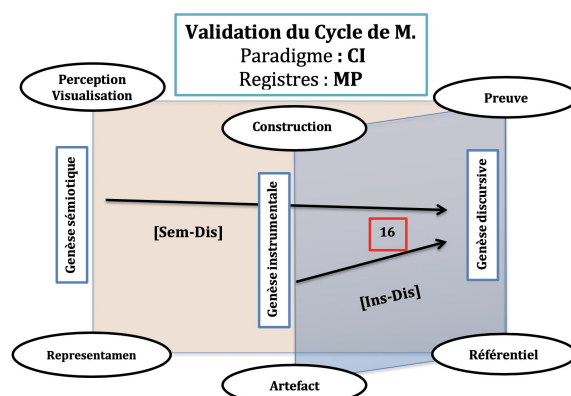 Validation du Cycle de M.
Paradigme : CI
Registres : MP
Perception
Visualisation
Construction
Preuve
Genèse sémiotique
Genèse instrumentale
Genèse discursive
[Sem-Dis]
16
[Ins-Dis]
Representamen
Artefact
Référentiel